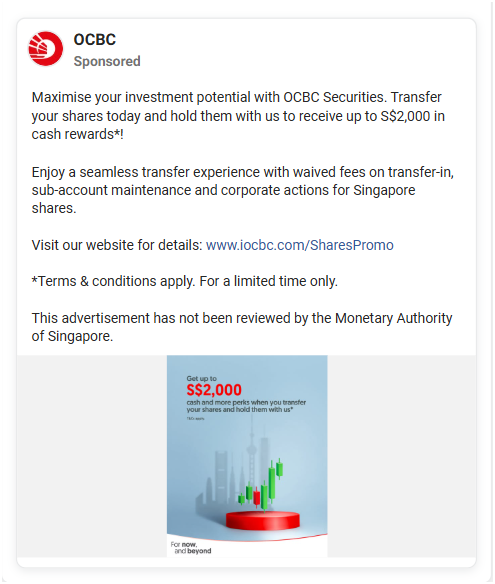 OCBC
Sponsored
Maximise your investment potential with OCBC Securities. Transfer
your shares today and hold them with us to receive up to S$2,000 in
cash rewards*!
Enjoy a seamless transfer experience with waived fees on transfer-in,
sub-account maintenance and corporate actions for Singapore
shares.
Visit our website for details: www.iocbc.com/SharesPromo
*Terms & conditions apply. For a limited time only.
This advertisement has not been reviewed by the Monetary Authority
of Singapore.
Get up to
S$2,000
cash and more perks when you transfer
your shares and hold them with us*
For now,
and beyond